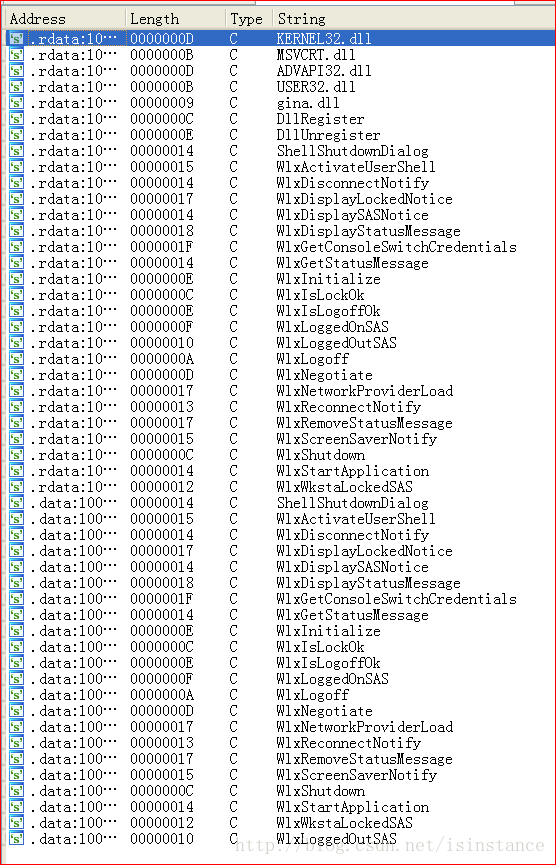 Address Length Type String
.rdata:10… 0000000D C KERNEL32.dll
.rdata:10… 0000000B C MSVCRT.dll
.rdata:10… 0000000D C ADVAPI32.dll
.rdata:10… 0000000B C USER32.dll
.rdata:10… 00000009 C gina.dll
.rdata:10… 0000000C C DllRegister
.rdata:10… 0000000E C DllUnregister
.rdata:10… 00000014 C ShellShutdownDialog
.rdata:10… 00000015 C WlxActivateUserShell
.rdata:10… 00000014 C WlxDisconnectNotify
.rdata:10… 00000017 C WlxDisplayLockedNotice
.rdata:10… 00000014 C WlxDisplaySASNotice
.rdata:10… 00000018 C WlxDisplayStatusMessage
.rdata:10… 0000001F C WlxGetConsoleSwitchCredentials
.rdata:10… 00000014 C WlxGetStatusMessage
.rdata:10… 0000000E C WlxInitialize
.rdata:10… 0000000C C WlxIsLockOk
.rdata:10… 0000000E C WlxIsLogoffOk
.rdata:10… 0000000F C WlxLoggedOnSAS
.rdata:10… 00000010 C WlxLoggedOutSAS
.rdata:10… 0000000A C WlxLogoff
.rdata:10… 0000000D C WlxNegotiate
.rdata:10… 00000017 C WlxNetworkProviderLoad
.rdata:10… 00000013 C WlxReconnectNotify
.rdata:10… 00000017 C WlxRemoveStatusMessage
.rdata:10… 00000015 C WlxScreenSaverNotify
.rdata:10… 0000000C C WlxShutdown
.rdata:10… 00000014 C WlxStartApplication
.rdata:10… 00000012 C WlxWkstaLockedSAS
.data:100… 00000014 C ShellShutdownDialog
.data:100… 00000015 C WlxActivateUserShell
.data:100… 00000014 C WlxDisconnectNotify
.data:100… 00000017 C WlxDisplayLockedNotice
.data:100… 00000014 C WlxDisplaySASNotice
.data:100… 00000018 C WlxDisplayStatusMessage
.data:100… 0000001F C WlxGetConsoleSwitchCredentials
.data:100… 00000014 C WlxGetStatusMessage
.data:100… 0000000E C WlxInitialize
.data:100… 0000000C C WlxIsLockOk
.data:100… 0000000E C WlxIsLogoffOk
.data:100… 0000000F C WlxLoggedOnSAS
.data:100… 0000000A C WlxLogoff
.data:100… 0000000D C WlxNegotiate
.data:100… 00000017 C WlxNetworkProviderLoad
.data:100… 00000013 C WlxReconnectNotify
.data:100… 00000017 C WlxRemoveStatusMessage
.data:100… 00000015 C WlxScreenSaverNotify
.data:100… 0000000C C WlxShutdown
.data:100… 00000014 C WlxStartApplication
.data:100… 00000012 C WlxWkstaLockedSAS
.data:100… 00000010 C WlxLoggedOutSAS
http://blog.csdn.net/isinstance